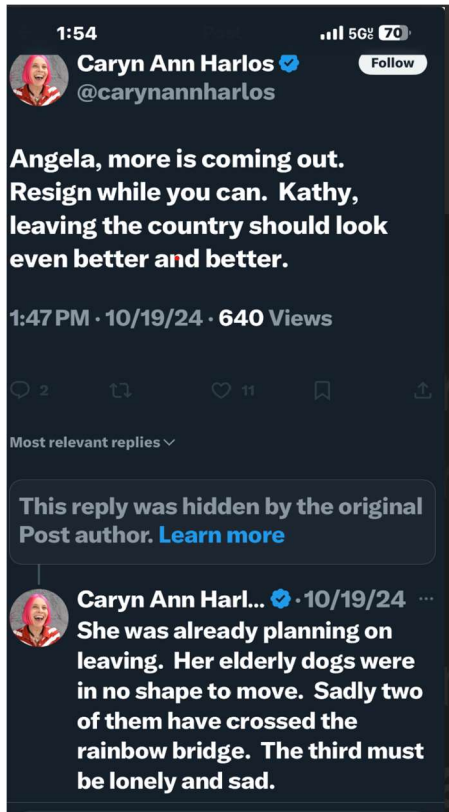 1:54
5G 70
Caryn Ann Harlos
Follow
@carynannharlos
Angela, more is coming out.
Resign while you can. Kathy,
leaving the country should look
even better and better.
1:47 PM · 10/19/24 · 640 Views
2
11
Most relevant replies
This reply was hidden by the original
Post author. Learn more
Caryn Ann Harl... · 10/19/24 ...
She was already planning on
leaving. Her elderly dogs were
in no shape to move. Sadly two
of them have crossed the
rainbow bridge. The third must
be lonely and sad.